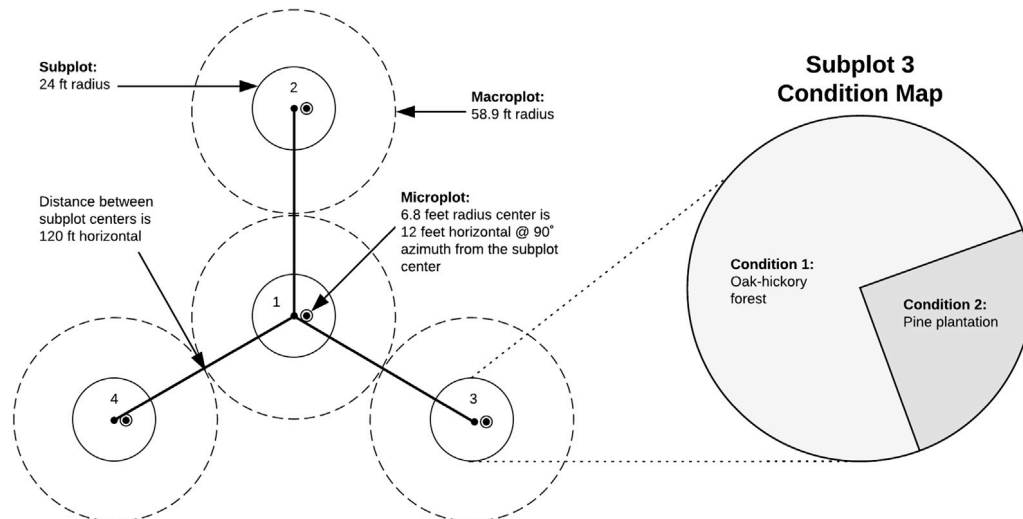 Subplot:
24 ft radius
2
Macroplot:
58.9 ft radius
Distance between
subplot centers is
120 ft horizontal
Microplot:
6.8 feet radius center is
12 feet horizontal @ 90˚
azimuth from the subplot
center
1
4
3
Subplot 3
Condition Map
Condition 1:
Oak-hickory
forest
Condition 2:
Pine plantation